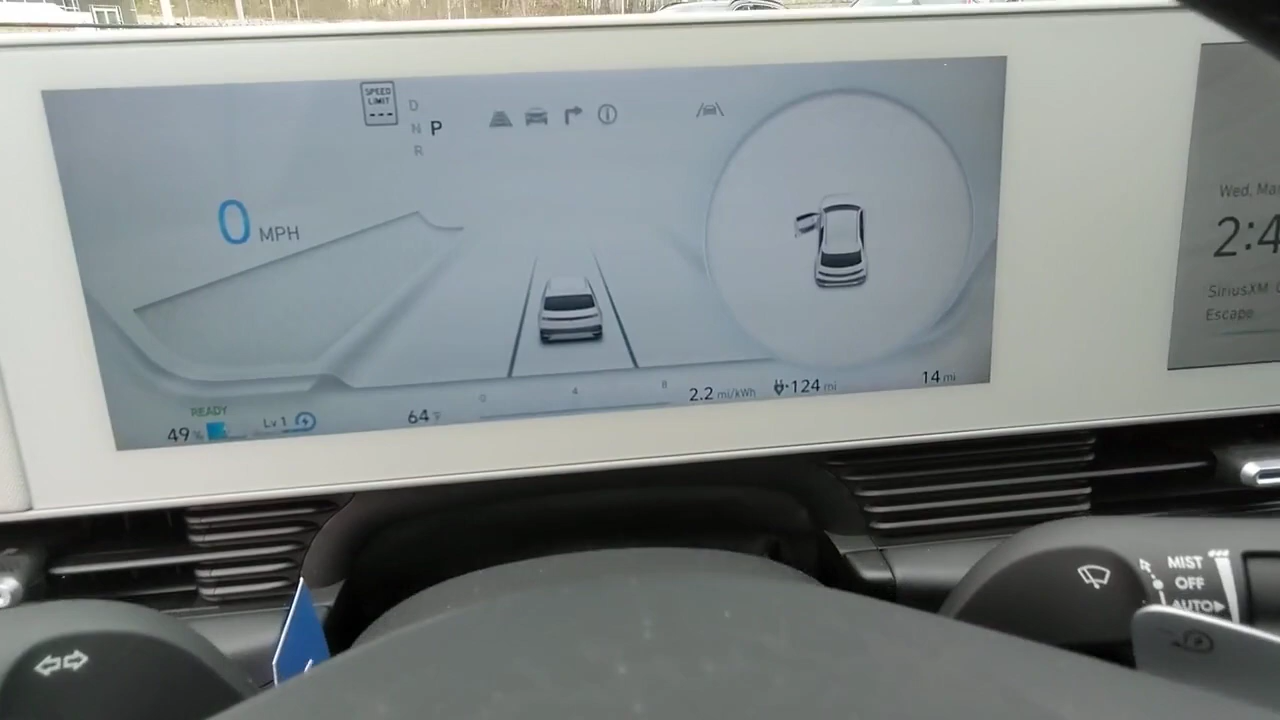 SPEED
LIMIT
---
D
N P
R
0 MPH
Wed. Ma
2:4
SiriusXM
Escape
0 4 8
READY
49 %
Lv 1
64 °F
2.2 mi/kWh
124 mi
14 mi
MIST
OFF
AUTO